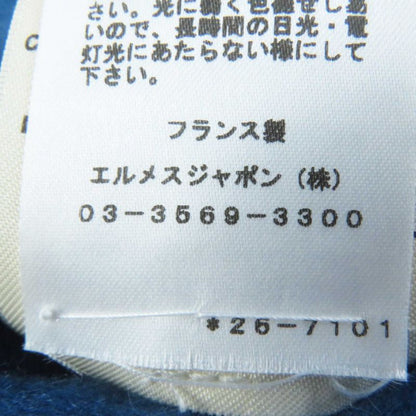 さい。光に弱く色褪せし易
いので、長時間の日光・電
灯光にあたらない様にして
下さい。
フランス製
エルメスジャポン（株）
03-3569-3300
*26-7101